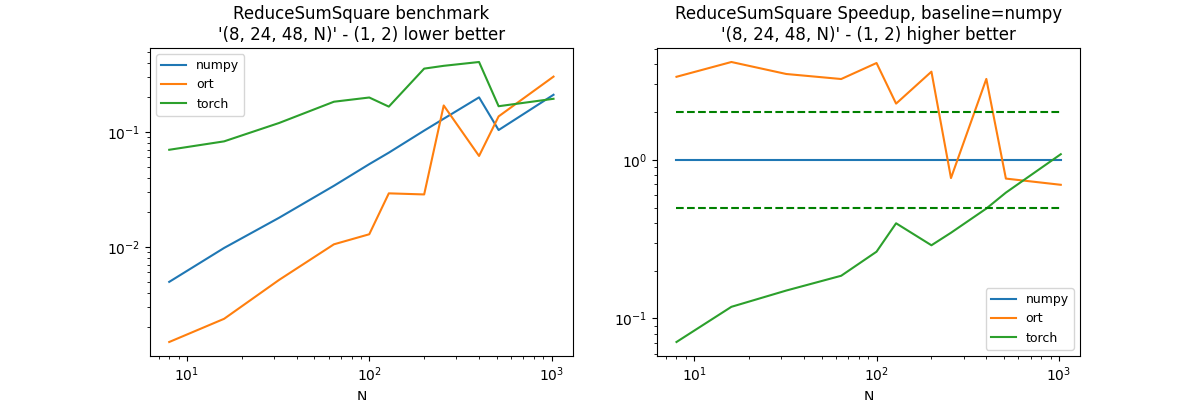 ReduceSumSquare benchmark
'(8, 24, 48, N)' - (1, 2) lower better
numpy
ort
torch
10⁻¹
10⁻²
10¹
10²
10³
N
ReduceSumSquare Speedup, baseline=numpy
'(8, 24, 48, N)' - (1, 2) higher better
10⁰
10⁻¹
numpy
ort
torch
10¹
10²
10³
N